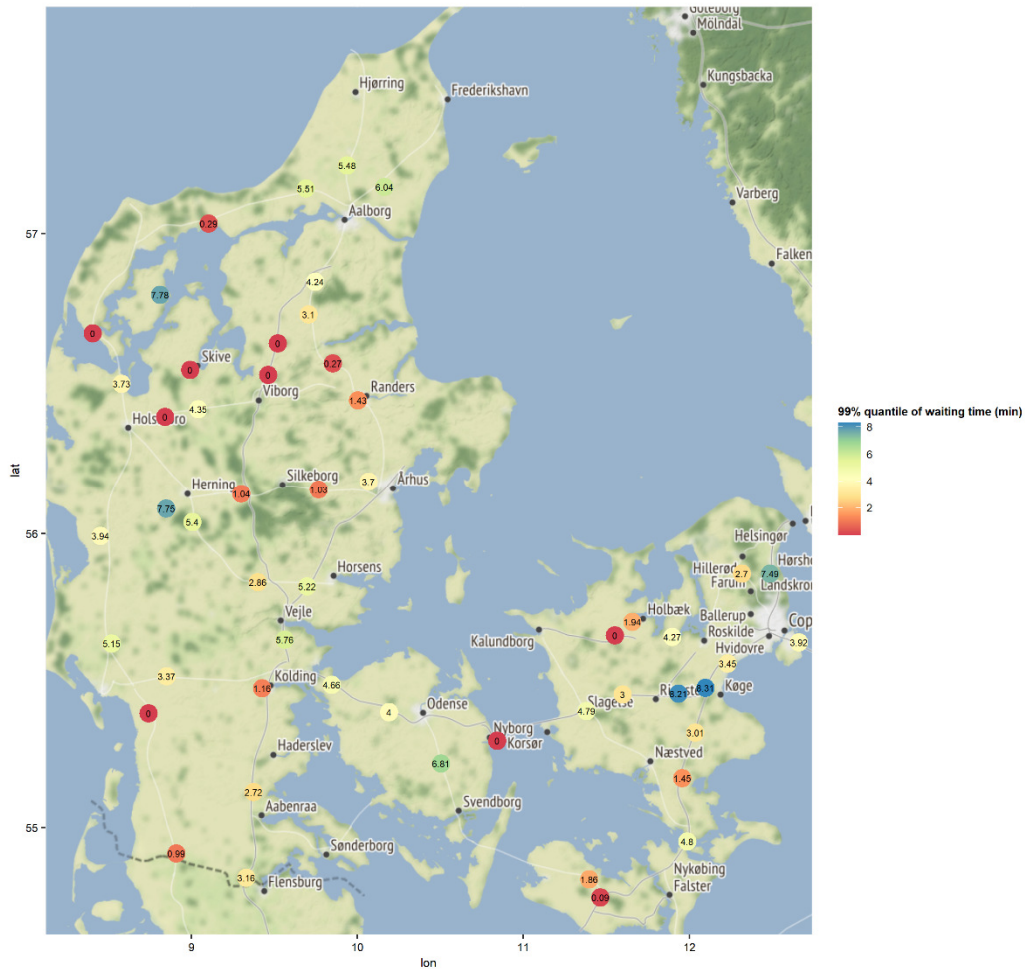 Göteborg
Mölndal
Kungsbacka
Hjørring
Frederikshavn
5.48
5.51
6.04
Varberg
Aalborg
0.29
57
Falken
4.24
7.78
3.1
0
0
Skive
0
0.27
0
3.73
Viborg
Randers
1.43
4.35
0
Holstebro
99% quantile of waiting time (min)
8
6
4
2
lat
Silkeborg
3.7
Århus
Herning
1.04
1.03
7.75
5.4
56
3.94
Helsingør
Hørsh
Hillerød
2.7
7.49
Farum
Landskron
2.86
5.22
Horsens
Vejle
Holbæk
1.94
Ballerup
Cop
0
4.27
Roskilde
Kalundborg
5.76
Hvidovre
3.92
5.15
3.45
3.37
1.16
Kolding
4.66
3
8.21
8.31
Køge
Slagelse
4
Odense
4.79
0
Nyborg
0
Korsør
3.01
Haderslev
Næstved
6.81
1.45
2.72
Aabenraa
Svendborg
55
4.8
0.99
Sønderborg
3.16
Flensburg
1.86
0.09
Nykøbing
Falster
9
10
11
12
lon